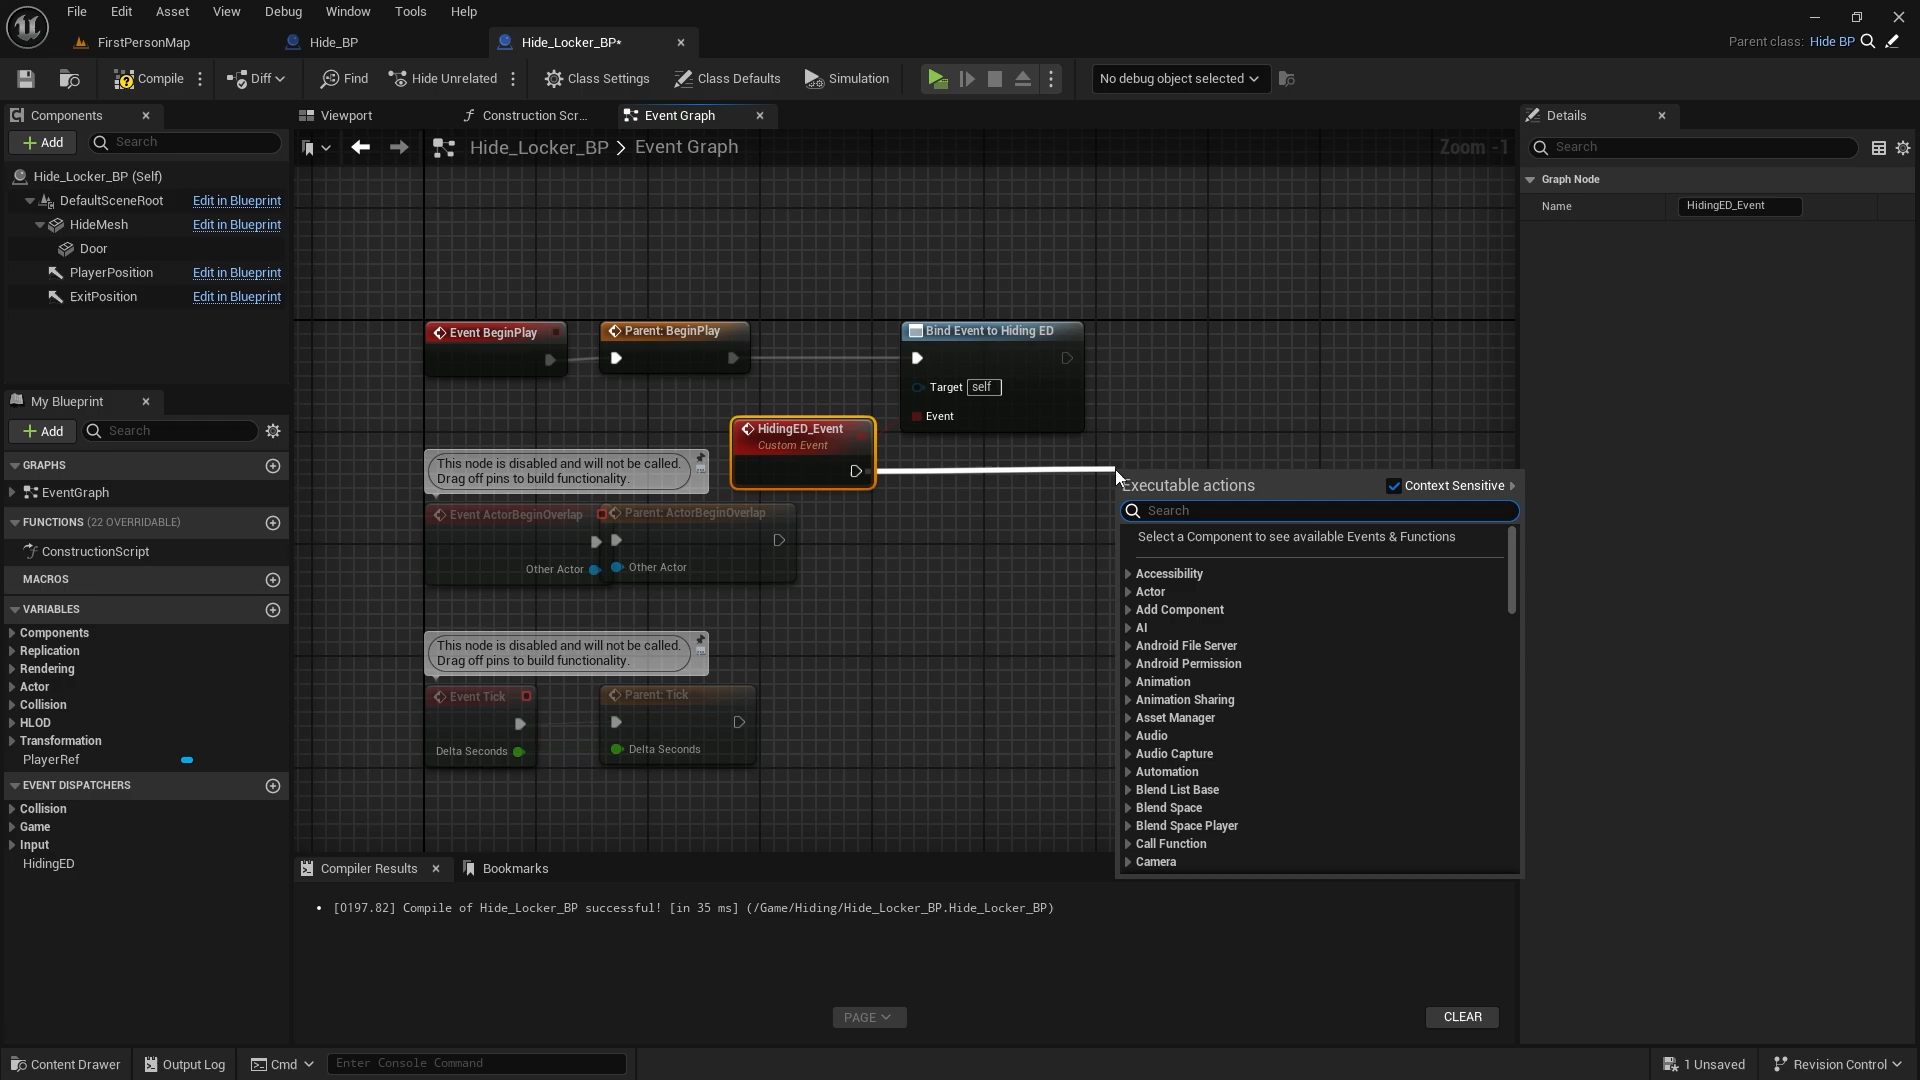 File Edit Asset View Debug Window Tools Help
FirstPersonMap Hide_BP Hide_Locker_BP*
Parent class: Hide BP
Compile Diff Find Hide Unrelated Class Settings Class Defaults Simulation No debug object selected
Components
Add Search
Hide_Locker_BP (Self)
DefaultSceneRoot Edit in Blueprint
HideMesh Edit in Blueprint
Door
PlayerPosition Edit in Blueprint
ExitPosition Edit in Blueprint
My Blueprint
Add Search
GRAPHS
EventGraph
FUNCTIONS (22 OVERRIDABLE)
ConstructionScript
MACROS
VARIABLES
Components
Replication
Rendering
Actor
Collision
HLOD
Transformation
PlayerRef
EVENT DISPATCHERS
Collision
Game
Input
HidingED
Viewport Construction Scr... Event Graph
Hide_Locker_BP > Event Graph
Zoom -1
Event BeginPlay
Parent: BeginPlay
Bind Event to Hiding ED
Target self
Event
HidingED_Event
Custom Event
This node is disabled and will not be called.
Drag off pins to build functionality.
Event ActorBeginOverlap
Other Actor
Parent: ActorBeginOverlap
Other Actor
This node is disabled and will not be called.
Drag off pins to build functionality.
Event Tick
Delta Seconds
Parent: Tick
Delta Seconds
Executable actions Context Sensitive
Search
Select a Component to see available Events & Functions
Accessibility
Actor
Add Component
AI
Android File Server
Android Permission
Animation
Animation Sharing
Asset Manager
Audio
Audio Capture
Automation
Blend List Base
Blend Space
Blend Space Player
Call Function
Camera
Compiler Results Bookmarks
[0197.82] Compile of Hide_Locker_BP successful! [in 35 ms] (/Game/Hiding/Hide_Locker_BP.Hide_Locker_BP)
PAGE
CLEAR
Details
Search
Graph Node
Name HidingED_Event
Content Drawer Output Log Cmd Enter Console Command
1 Unsaved Revision Control